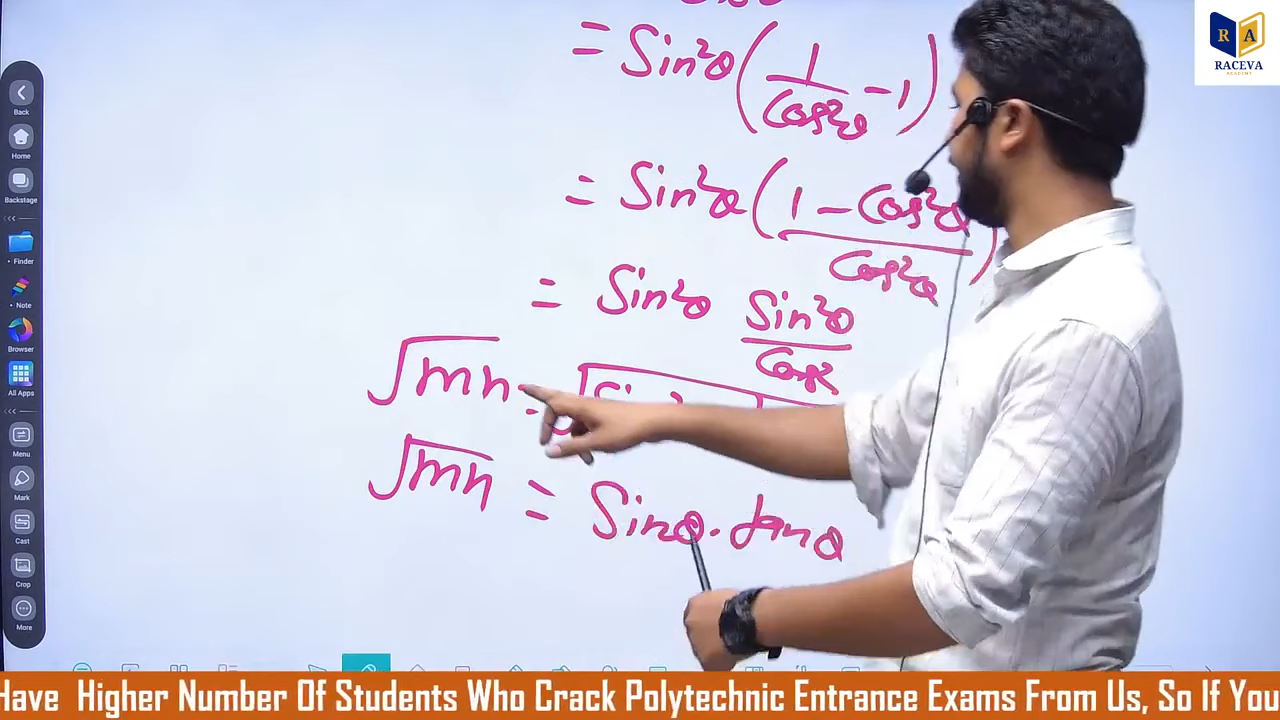 RA
RACEVA
ACADEMY
= Sin²θ (1/Cos²θ - 1)
= Sin²θ (1 - Cos²θ / Cos²θ)
= Sin²θ Sin²θ/Cos²
√mn =
√mn = Sinθ · tanθ
Back
Home
Backstage
Finder
Note
Browser
All Apps
Menu
Mark
Cast
Crop
More
Have Higher Number Of Students Who Crack Polytechnic Entrance Exams From Us, So If You